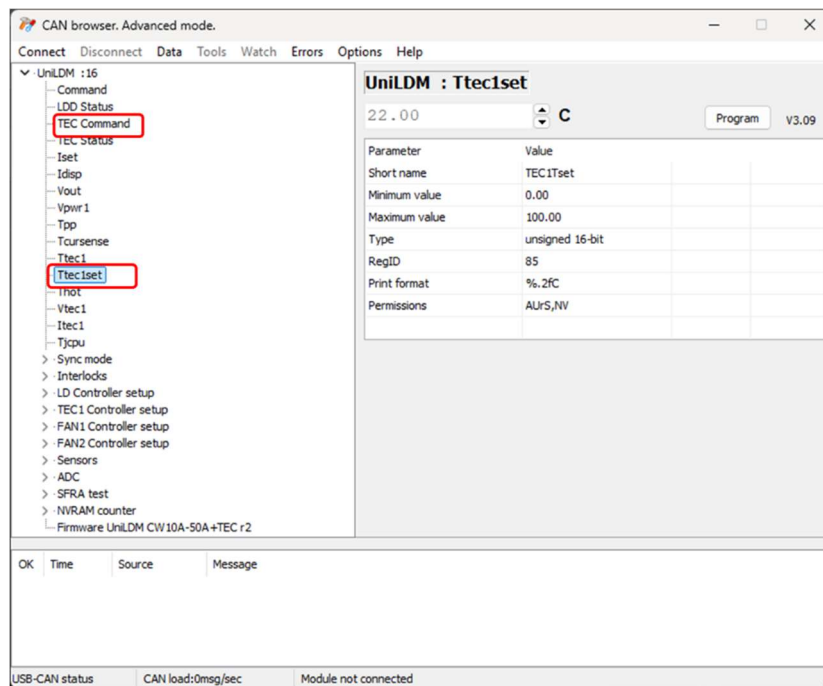 CAN browser. Advanced mode.
Connect Disconnect Data Tools Watch Errors Options Help
UniLDM :16
Command
LDD Status
TEC Command
TEC Status
Iset
Idisp
Vout
Vpwr1
Tpp
Tcursense
Ttec1
Ttec1set
Thot
Vtec1
Itec1
Tjcpu
Sync mode
Interlocks
LD Controller setup
TEC1 Controller setup
FAN1 Controller setup
FAN2 Controller setup
Sensors
ADC
SFRA test
NVRAM counter
Firmware UniLDM CW10A-50A+TEC r2
UniLDM : Ttec1set
22.00 C Program V3.09
Parameter Value
Short name TEC1Tset
Minimum value 0.00
Maximum value 100.00
Type unsigned 16-bit
RegID 85
Print format %.2fC
Permissions AUrS,NV
OK Time Source Message
USB-CAN status CAN load:0msg/sec Module not connected